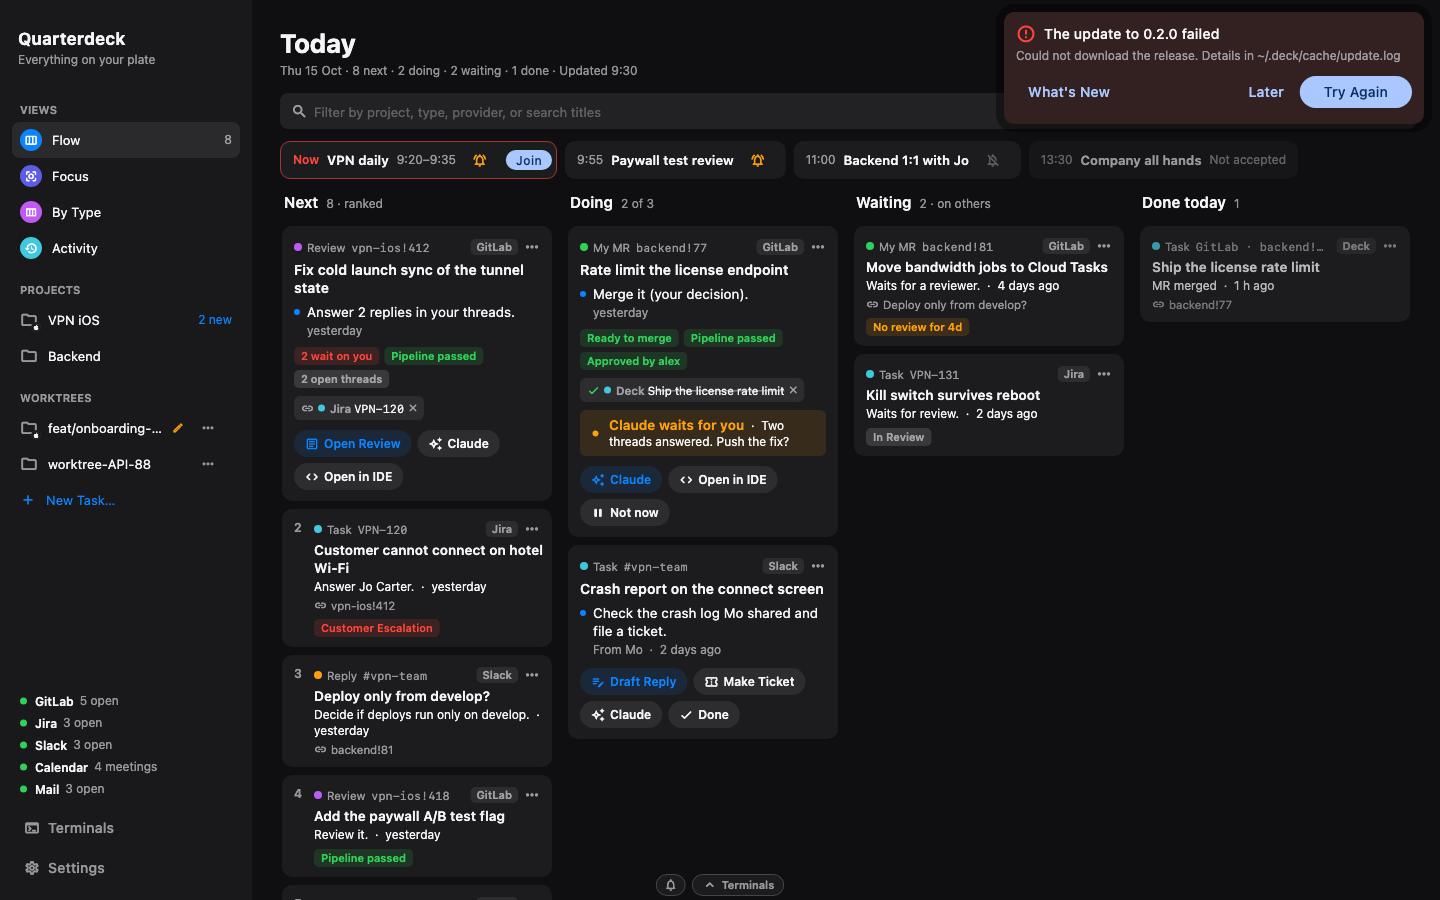 Quarterdeck
Everything on your plate
VIEWS
Flow 8
Focus
By Type
Activity
PROJECTS
VPN iOS 2 new
Backend
WORKTREES
feat/onboarding-...
worktree-API-88
New Task...
GitLab 5 open
Jira 3 open
Slack 3 open
Calendar 4 meetings
Mail 3 open
Terminals
Settings
Today
Thu 15 Oct · 8 next · 2 doing · 2 waiting · 1 done · Updated 9:30
Filter by project, type, provider, or search titles
The update to 0.2.0 failed
Could not download the release. Details in ~/.deck/cache/update.log
What's New Later Try Again
Now VPN daily 9:20–9:35 Join
9:55 Paywall test review
11:00 Backend 1:1 with Jo
13:30 Company all hands Not accepted
Next 8 · ranked
Review vpn-ios!412 GitLab
Fix cold launch sync of the tunnel
state
Answer 2 replies in your threads.
yesterday
2 wait on you Pipeline passed
2 open threads
Jira VPN-120
Open Review Claude
Open in IDE
2 Task VPN-120 Jira
Customer cannot connect on hotel
Wi-Fi
Answer Jo Carter. · yesterday
vpn-ios!412
Customer Escalation
3 Reply #vpn-team Slack
Deploy only from develop?
Decide if deploys run only on develop. ·
yesterday
backend!81
4 Review vpn-ios!418 GitLab
Add the paywall A/B test flag
Review it. · yesterday
Pipeline passed
Doing 2 of 3
My MR backend!77 GitLab
Rate limit the license endpoint
Merge it (your decision).
yesterday
Ready to merge Pipeline passed
Approved by alex
Deck Ship the license rate limit
Claude waits for you · Two
threads answered. Push the fix?
Claude Open in IDE
Not now
Task #vpn-team Slack
Crash report on the connect screen
Check the crash log Mo shared and
file a ticket.
From Mo · 2 days ago
Draft Reply Make Ticket
Claude Done
Waiting 2 · on others
My MR backend!81 GitLab
Move bandwidth jobs to Cloud Tasks
Waits for a reviewer. · 4 days ago
Deploy only from develop?
No review for 4d
Task VPN-131 Jira
Kill switch survives reboot
Waits for review. · 2 days ago
In Review
Done today 1
Task GitLab · backend!… Deck
Ship the license rate limit
MR merged · 1 h ago
backend!77
Terminals